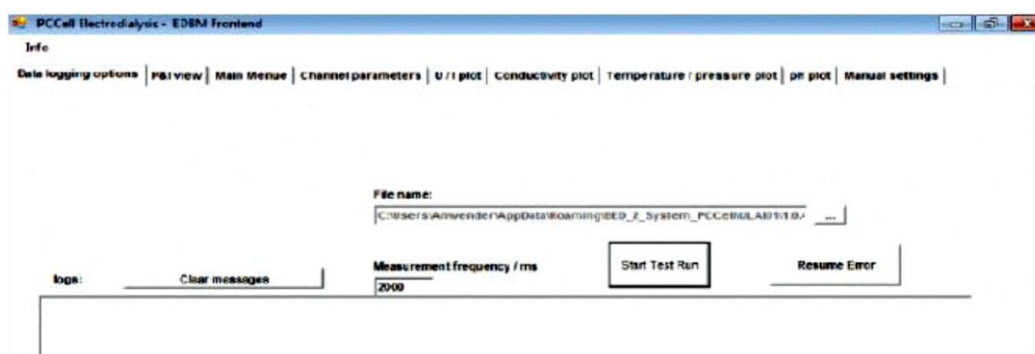 PCCell Electrodialysis - EDBM Frontend
Info
Data logging options P&I view Main Menue Channel parameters U / I plot Conductivity plot Temperature / pressure plot pH plot Manual settings
File name:
...
Measurement frequency / ms
Start Test Run
Resume Error
logs:
Clear messages
2000